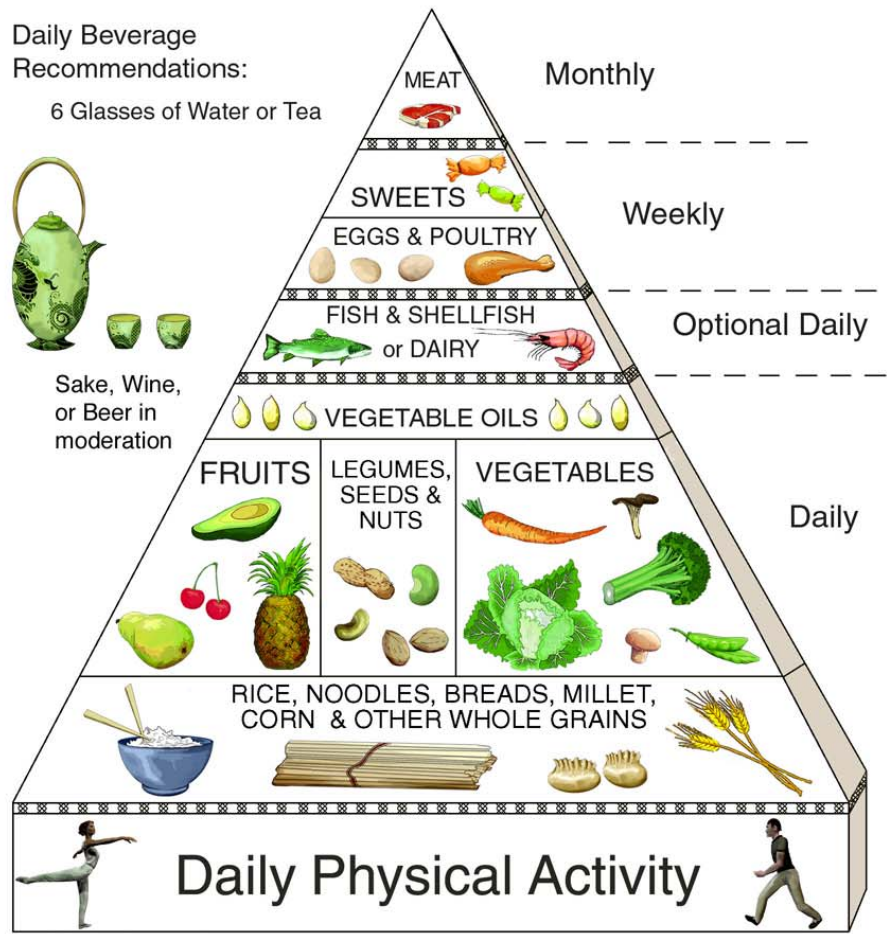 Daily Beverage
Recommendations:
6 Glasses of Water or Tea
Sake, Wine,
or Beer in
moderation
MEAT
Monthly
SWEETS
EGGS & POULTRY
Weekly
FISH & SHELLFISH
or DAIRY
Optional Daily
VEGETABLE OILS
FRUITS
LEGUMES,
SEEDS &
NUTS
VEGETABLES
Daily
RICE, NOODLES, BREADS, MILLET,
CORN & OTHER WHOLE GRAINS
Daily Physical Activity